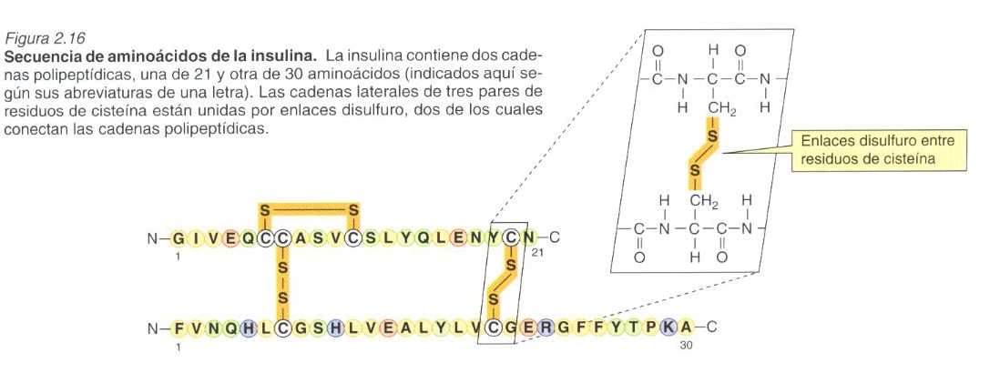 Figura 2.16
Secuencia de aminoácidos de la insulina. La insulina contiene dos cade-
nas polipeptídicas, una de 21 y otra de 30 aminoácidos (indicados aquí se-
gún sus abreviaturas de una letra). Las cadenas laterales de tres pares de
residuos de cisteína están unidas por enlaces disulfuro, dos de los cuales
conectan las cadenas polipeptídicas.
O H O
C–N–C–C–N
H CH₂ H
S
S
H CH₂ H
C–N–C–C–N
O H O
Enlaces disulfuro entre
residuos de cisteína
S S
N–GIVEQCCASVCSLYQLENYCN–C
1 21
S S
S S
N–FVNQHLCGSHLVEALYLVCGERGFFYTPKA–C
1 30